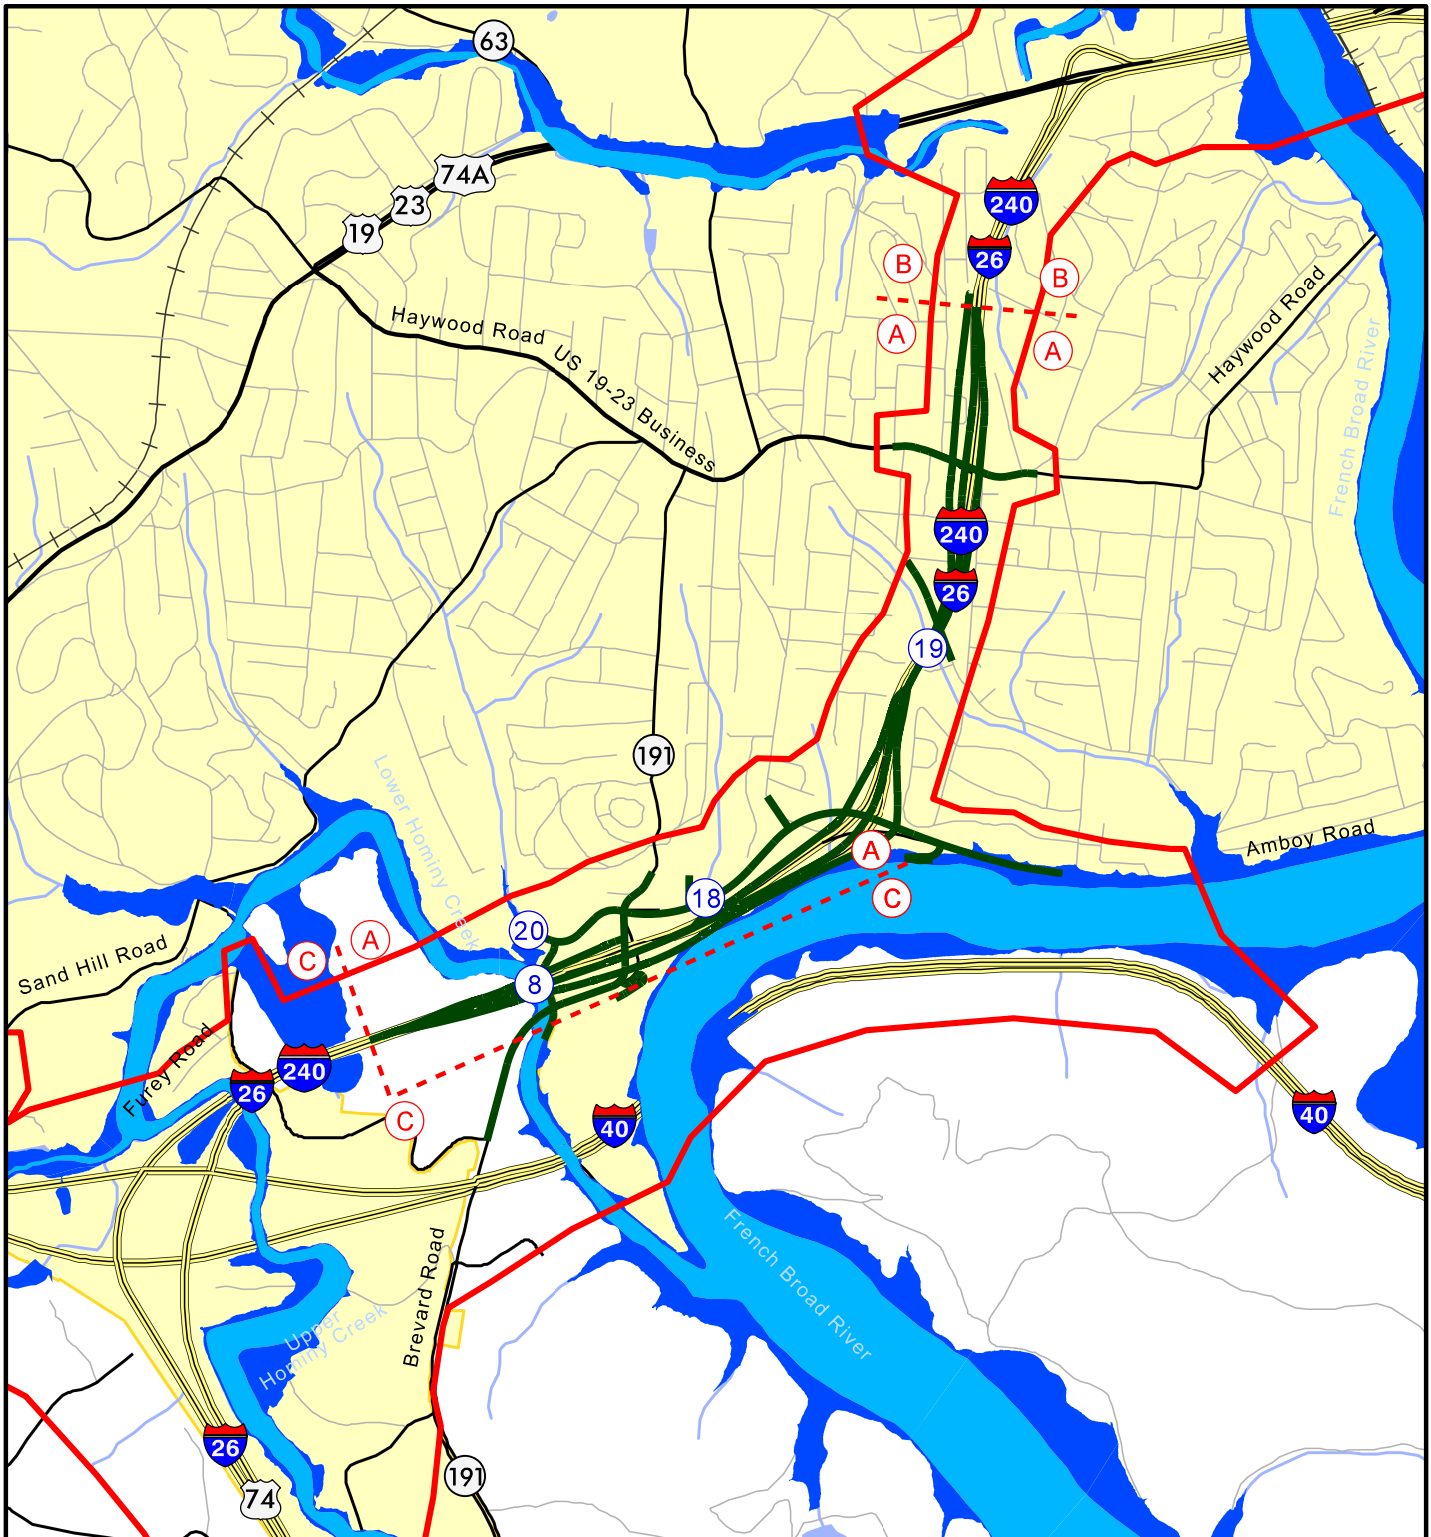 63
74A
23
19
240
26
B
B
A
A
Haywood Road
US 19-23 Business
Haywood Road
French Broad River
240
26
19
191
Lower Hominy Creek
Amboy Road
A
C
18
20
8
A
C
Sand Hill Road
Furey Road
240
26
C
40
40
French Broad River
Brevard Road
Upper
Hominy Creek
26
74
191